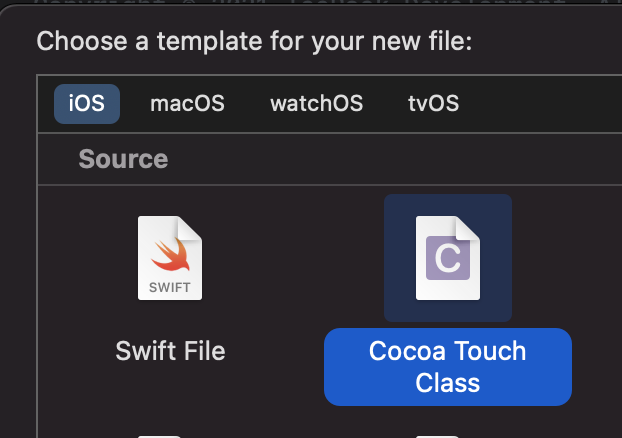 Choose a template for your new file:
iOS macOS watchOS tvOS
Source
C
SWIFT
Swift File Cocoa Touch
Class